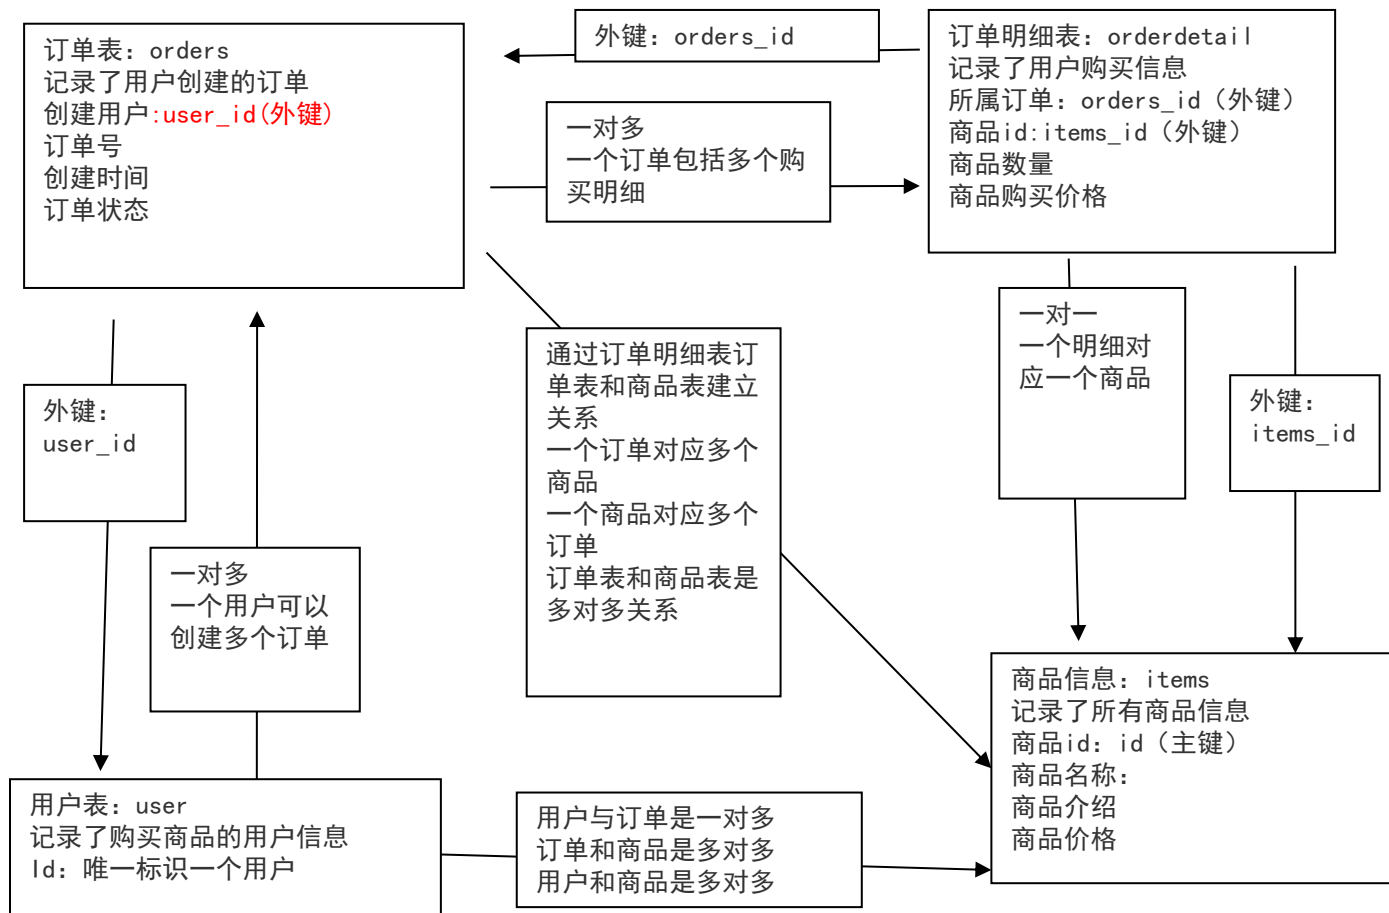 订单表：orders
记录了用户创建的订单
创建用户:user_id(外键)
订单号
创建时间
订单状态
外键：orders_id
一对多
一个订单包括多个购
买明细
订单明细表：orderdetail
记录了用户购买信息
所属订单：orders_id（外键）
商品id:items_id（外键）
商品数量
商品购买价格
外键：
user_id
一对多
一个用户可以
创建多个订单
通过订单明细表订
单表和商品表建立
关系
一个订单对应多个
商品
一个商品对应多个
订单
订单表和商品表是
多对多关系
一对一
一个明细对
应一个商品
外键：
items_id
用户表：user
记录了购买商品的用户信息
Id：唯一标识一个用户
用户与订单是一对多
订单和商品是多对多
用户和商品是多对多
商品信息：items
记录了所有商品信息
商品id：id（主键）
商品名称：
商品介绍
商品价格